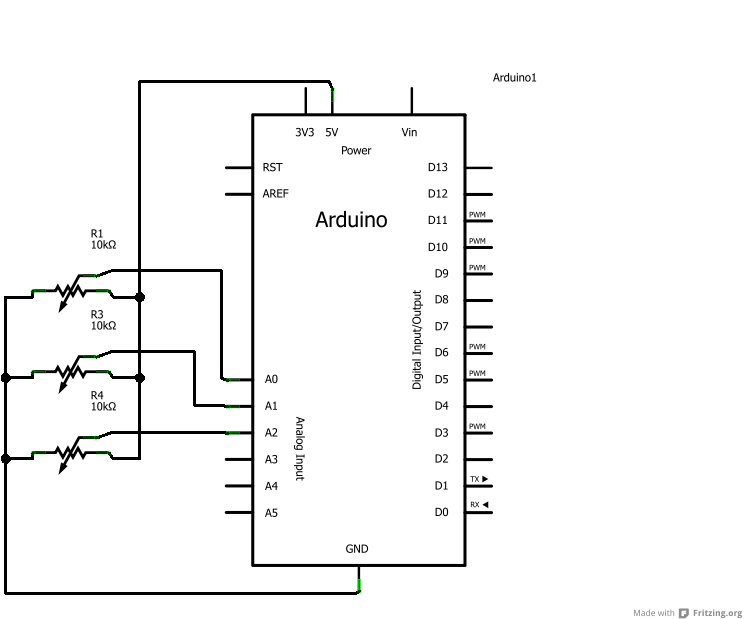 Arduino1
3V3 5V Vin
Power
RST D13
AREF D12
Arduino
D11 PWM
R1
10kΩ
D10 PWM
D9 PWM
D8
R3
10kΩ
D7
D6 PWM
Digital Input/Output
A0 D5 PWM
R4
10kΩ
A1 D4
A2 D3 PWM
Analog Input
A3 D2
A4 D1 TX
A5 D0 RX
GND
Made with Fritzing.org